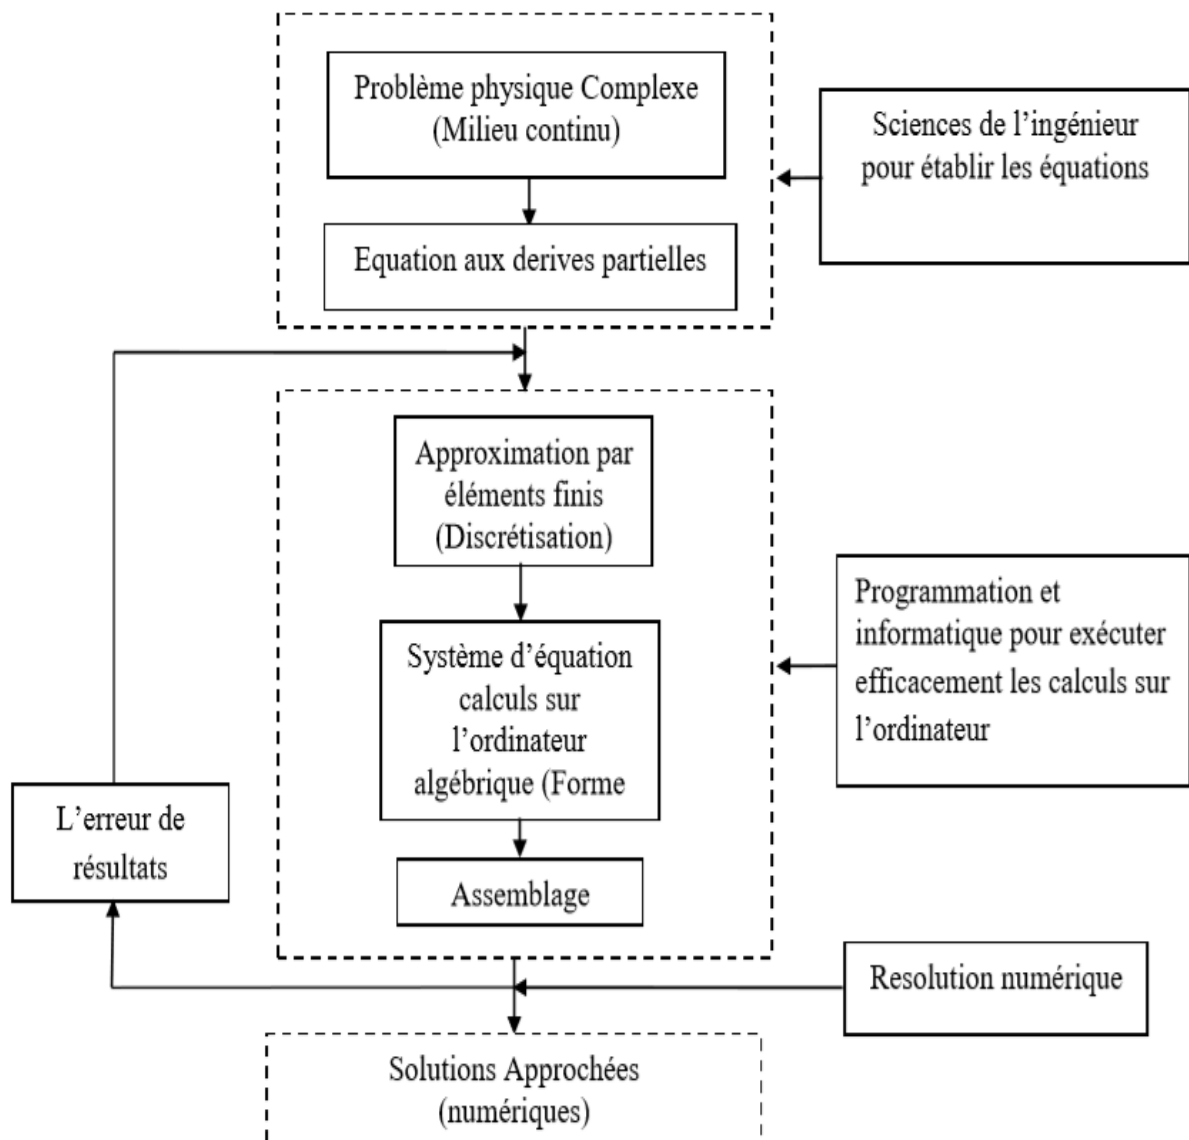 Problème physique Complexe
(Milieu continu)
Sciences de l’ingénieur
pour établir les équations
Equation aux derives partielles
Approximation par
éléments finis
(Discrétisation)
Système d’équation
calculs sur
l’ordinateur
algébrique (Forme
Programmation et
informatique pour exécuter
efficacement les calculs sur
l’ordinateur
L’erreur de
résultats
Assemblage
Resolution numérique
Solutions Approchées
(numériques)